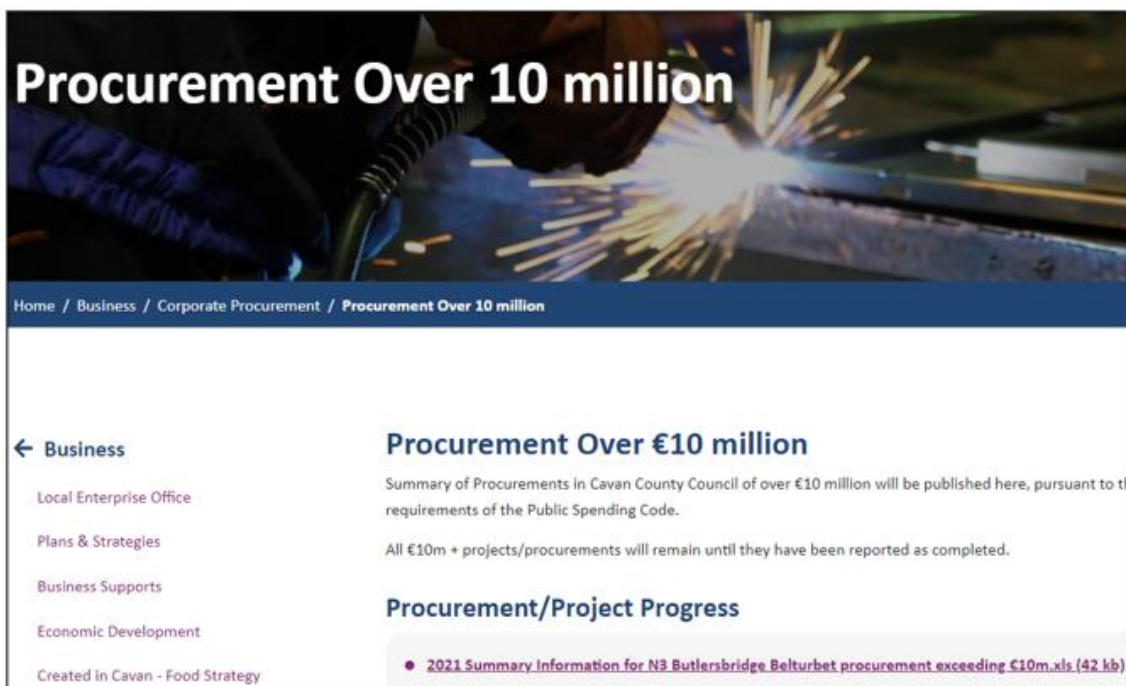 Procurement Over 10 million
Home / Business / Corporate Procurement / Procurement Over 10 million
← Business
Local Enterprise Office
Plans & Strategies
Business Supports
Economic Development
Created in Cavan - Food Strategy
Procurement Over €10 million
Summary of Procurements in Cavan County Council of over €10 million will be published here, pursuant to
requirements of the Public Spending Code.
All €10m + projects/procurements will remain until they have been reported as completed.
Procurement/Project Progress
• 2021 Summary Information for N3 Butlersbridge Belturbet procurement exceeding €10m.xls (42 kb)